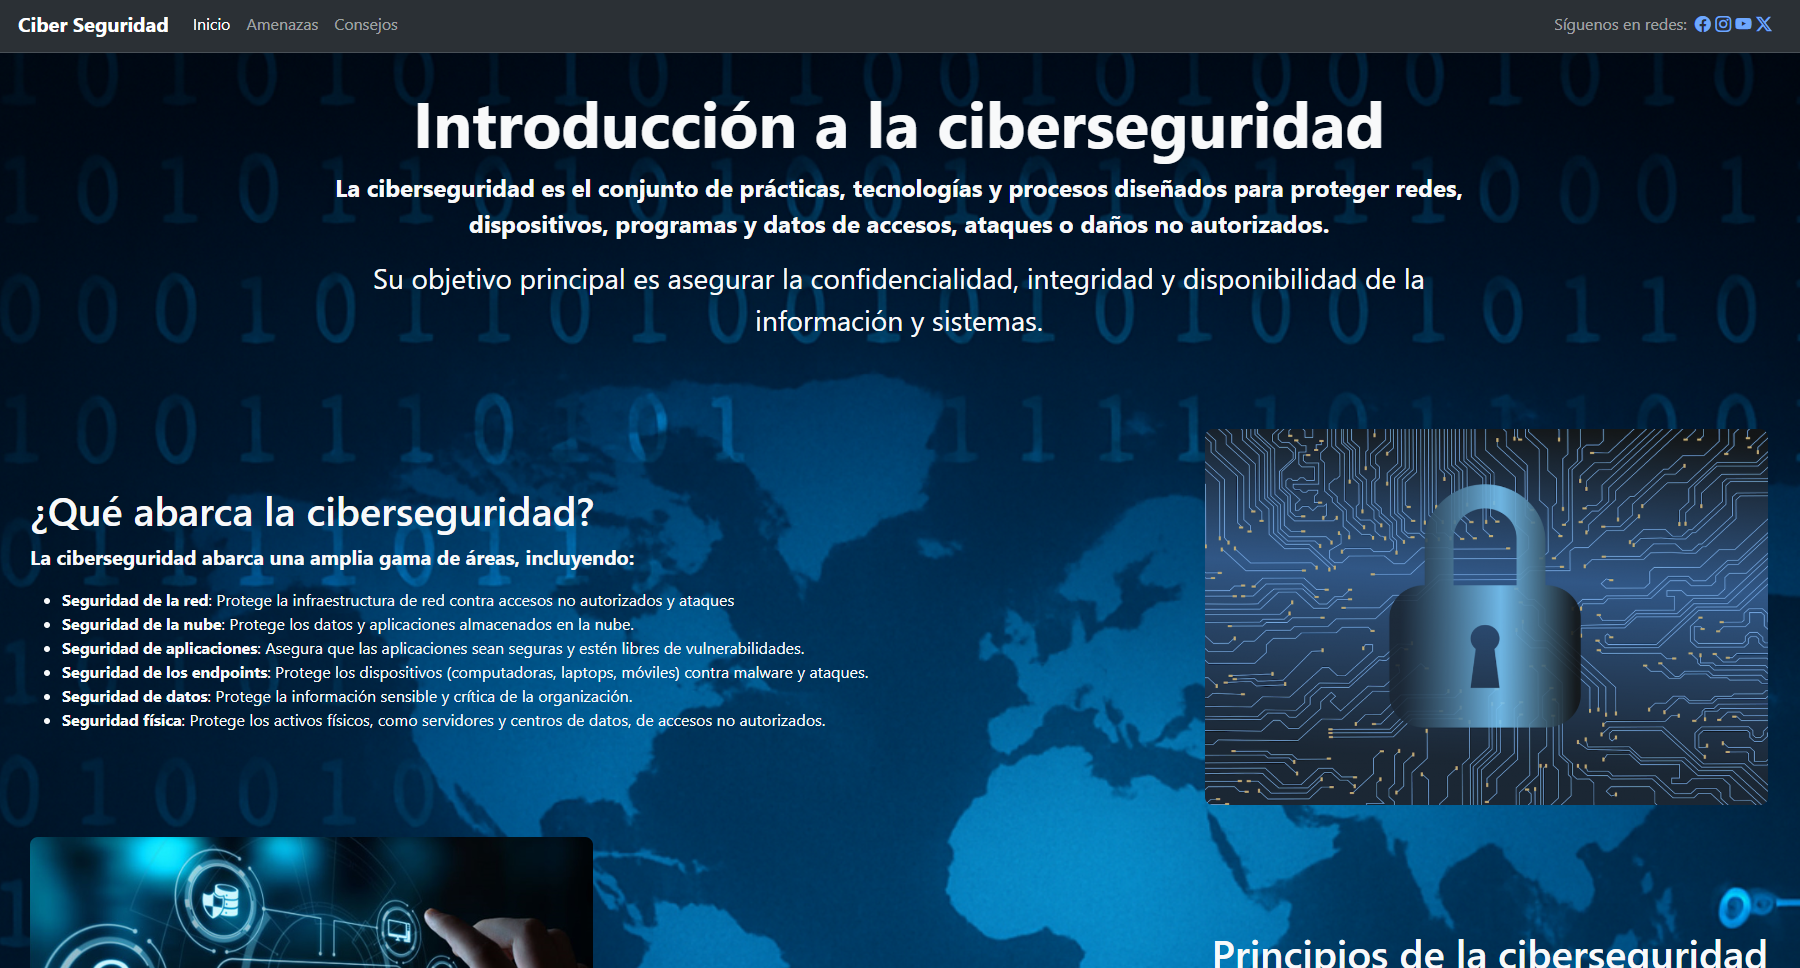 Ciber Seguridad Inicio Amenazas Consejos Síguenos en redes:
Introducción a la ciberseguridad
La ciberseguridad es el conjunto de prácticas, tecnologías y procesos diseñados para proteger redes,
dispositivos, programas y datos de accesos, ataques o daños no autorizados.
Su objetivo principal es asegurar la confidencialidad, integridad y disponibilidad de la
información y sistemas.
¿Qué abarca la ciberseguridad?
La ciberseguridad abarca una amplia gama de áreas, incluyendo:
• Seguridad de la red: Protege la infraestructura de red contra accesos no autorizados y ataques
• Seguridad de la nube: Protege los datos y aplicaciones almacenados en la nube.
• Seguridad de aplicaciones: Asegura que las aplicaciones sean seguras y estén libres de vulnerabilidades.
• Seguridad de los endpoints: Protege los dispositivos (computadoras, laptops, móviles) contra malware y ataques.
• Seguridad de datos: Protege la información sensible y crítica de la organización.
• Seguridad física: Protege los activos físicos, como servidores y centros de datos, de accesos no autorizados.
Principios de la ciberseguridad